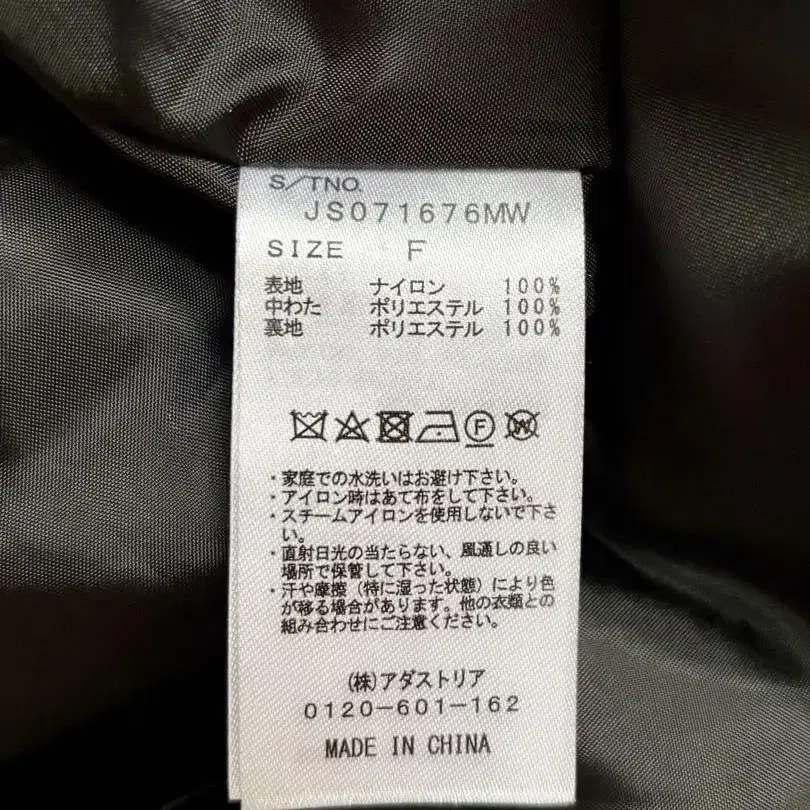 S/TNO.
JS071676MW
SIZE F
表地 ナイロン 100%
中わた ポリエステル 100%
裏地 ポリエステル 100%
F W
・家庭での水洗いはお避け下さい。
・アイロン時はあて布をして下さい。
・スチームアイロンを使用しないで下さ
い。
・直射日光の当たらない、風通しの良い
場所で保管して下さい。
・汗や摩擦（特に湿った状態）により色
が移る場合があります。他の衣類との
組み合わせにご注意ください。
(株)アダストリア
0120-601-162
MADE IN CHINA